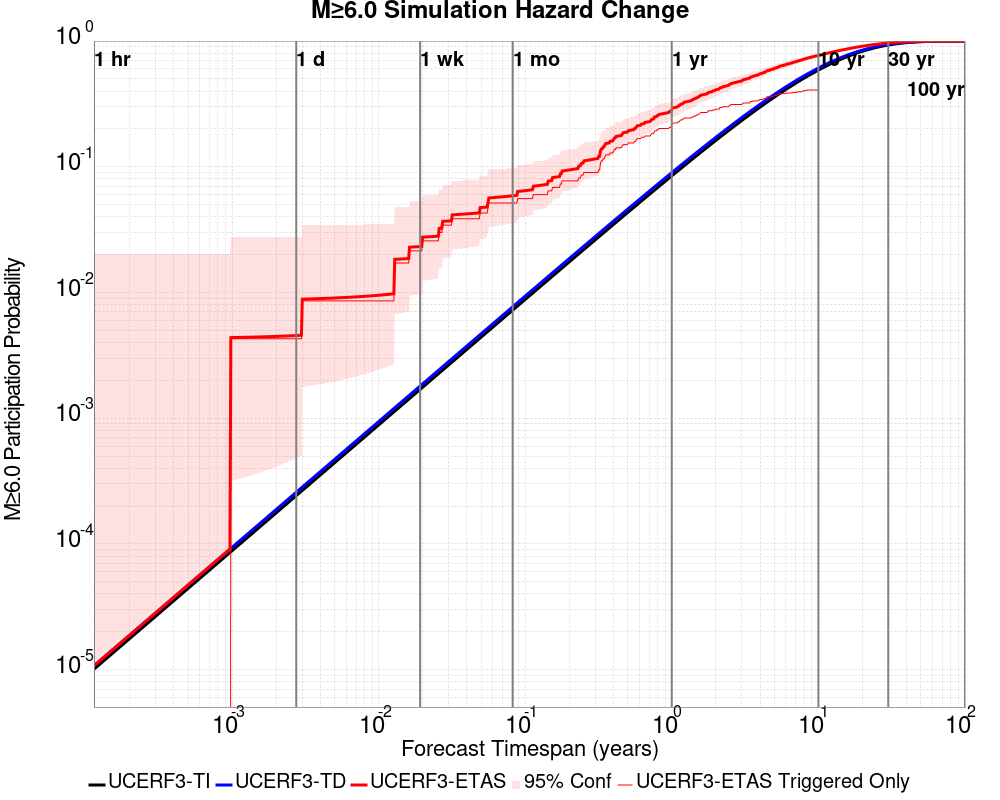 M≥6.0 Simulation Hazard Change
10^0
1 hr
1 d
1 wk
1 mo
1 yr
10 yr
30 yr
100 yr
10^-1
10^-2
10^-3
10^-4
10^-5
M≥6.0 Participation Probability
10^-3
10^-2
10^-1
10^0
10^1
10^2
Forecast Timespan (years)
UCERF3-TI
UCERF3-TD
UCERF3-ETAS
95% Conf
UCERF3-ETAS Triggered Only